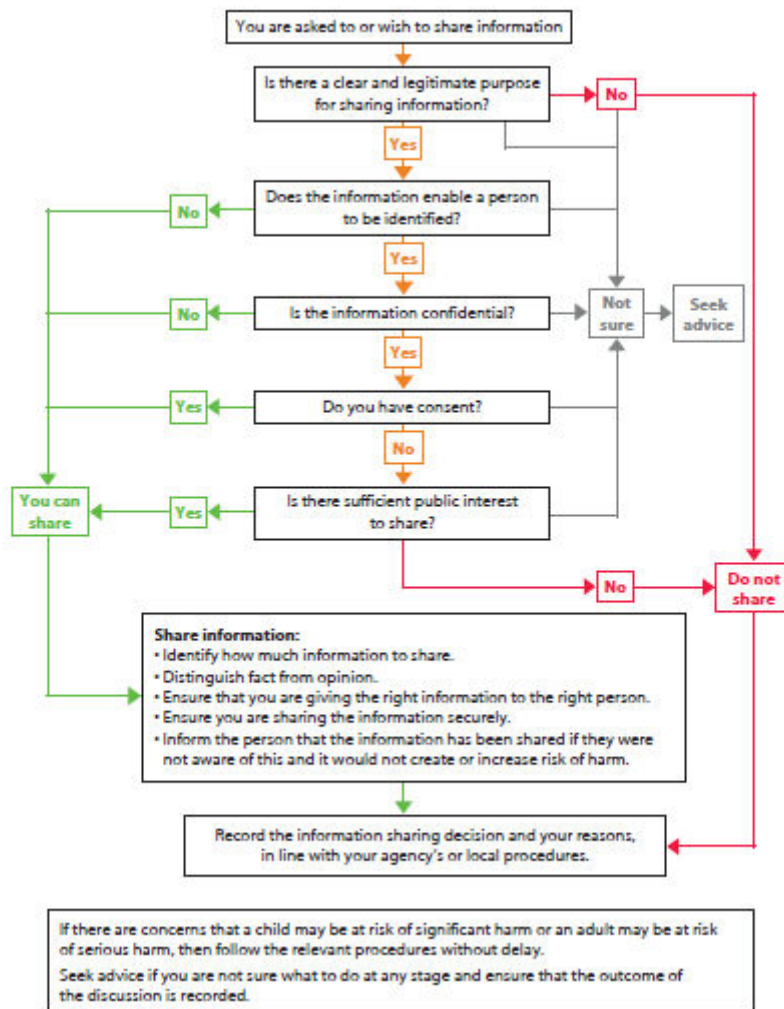 You are asked to or wish to share information
Is there a clear and legitimate purpose
for sharing information?
No
Yes
Does the information enable a person
to be identified?
No
Yes
Is the information confidential?
No
Not
sure
Seek
advice
Yes
Do you have consent?
Yes
No
Is there sufficient public interest
to share?
Yes
You can
share
No
Do not
share
Share information:
• Identify how much information to share.
• Distinguish fact from opinion.
• Ensure that you are giving the right information to the right person.
• Ensure you are sharing the information securely.
• Inform the person that the information has been shared if they were
not aware of this and it would not create or increase risk of harm.
Record the information sharing decision and your reasons,
in line with your agency's or local procedures.
If there are concerns that a child may be at risk of significant harm or an adult may be at risk
of serious harm, then follow the relevant procedures without delay.
Seek advice if you are not sure what to do at any stage and ensure that the outcome of
the discussion is recorded.